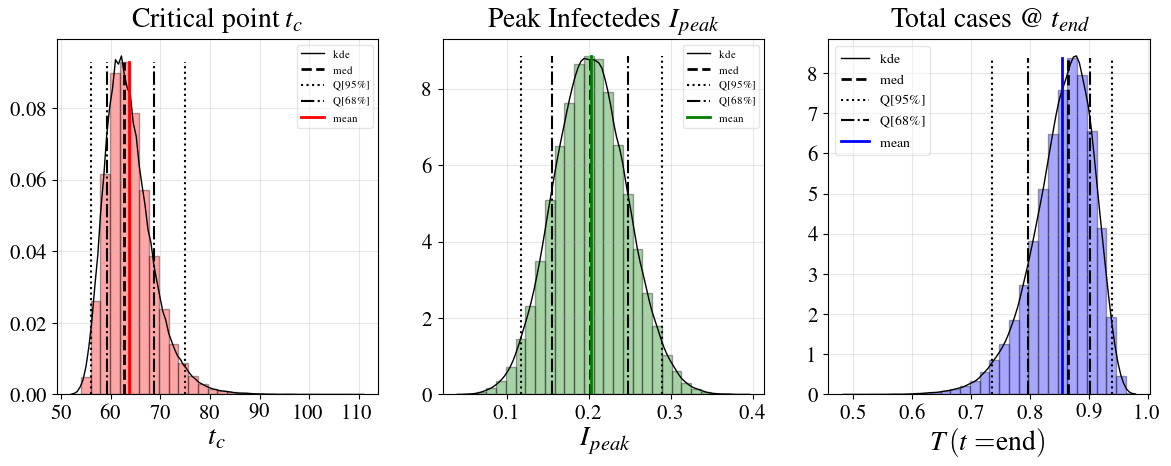 Critical point t_c
0.08
0.06
0.04
0.02
0.00
50 60 70 80 90 100 110
t_c
kde
med
Q[95%]
Q[68%]
mean
Peak Infectedes I_peak
8
6
4
2
0
0.1 0.2 0.3 0.4
I_peak
kde
med
Q[95%]
Q[68%]
mean
Total cases @ t_end
8
7
6
5
4
3
2
1
0
0.5 0.6 0.7 0.8 0.9 1.0
T (t =end)
kde
med
Q[95%]
Q[68%]
mean